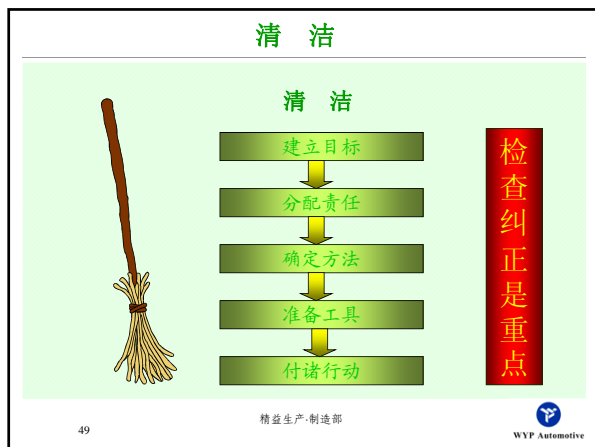 清 洁
清 洁
建立目标
分配责任
确定方法
准备工具
付诸行动
检查纠正是重点
49
精益生产·制造部
WYP Automotive